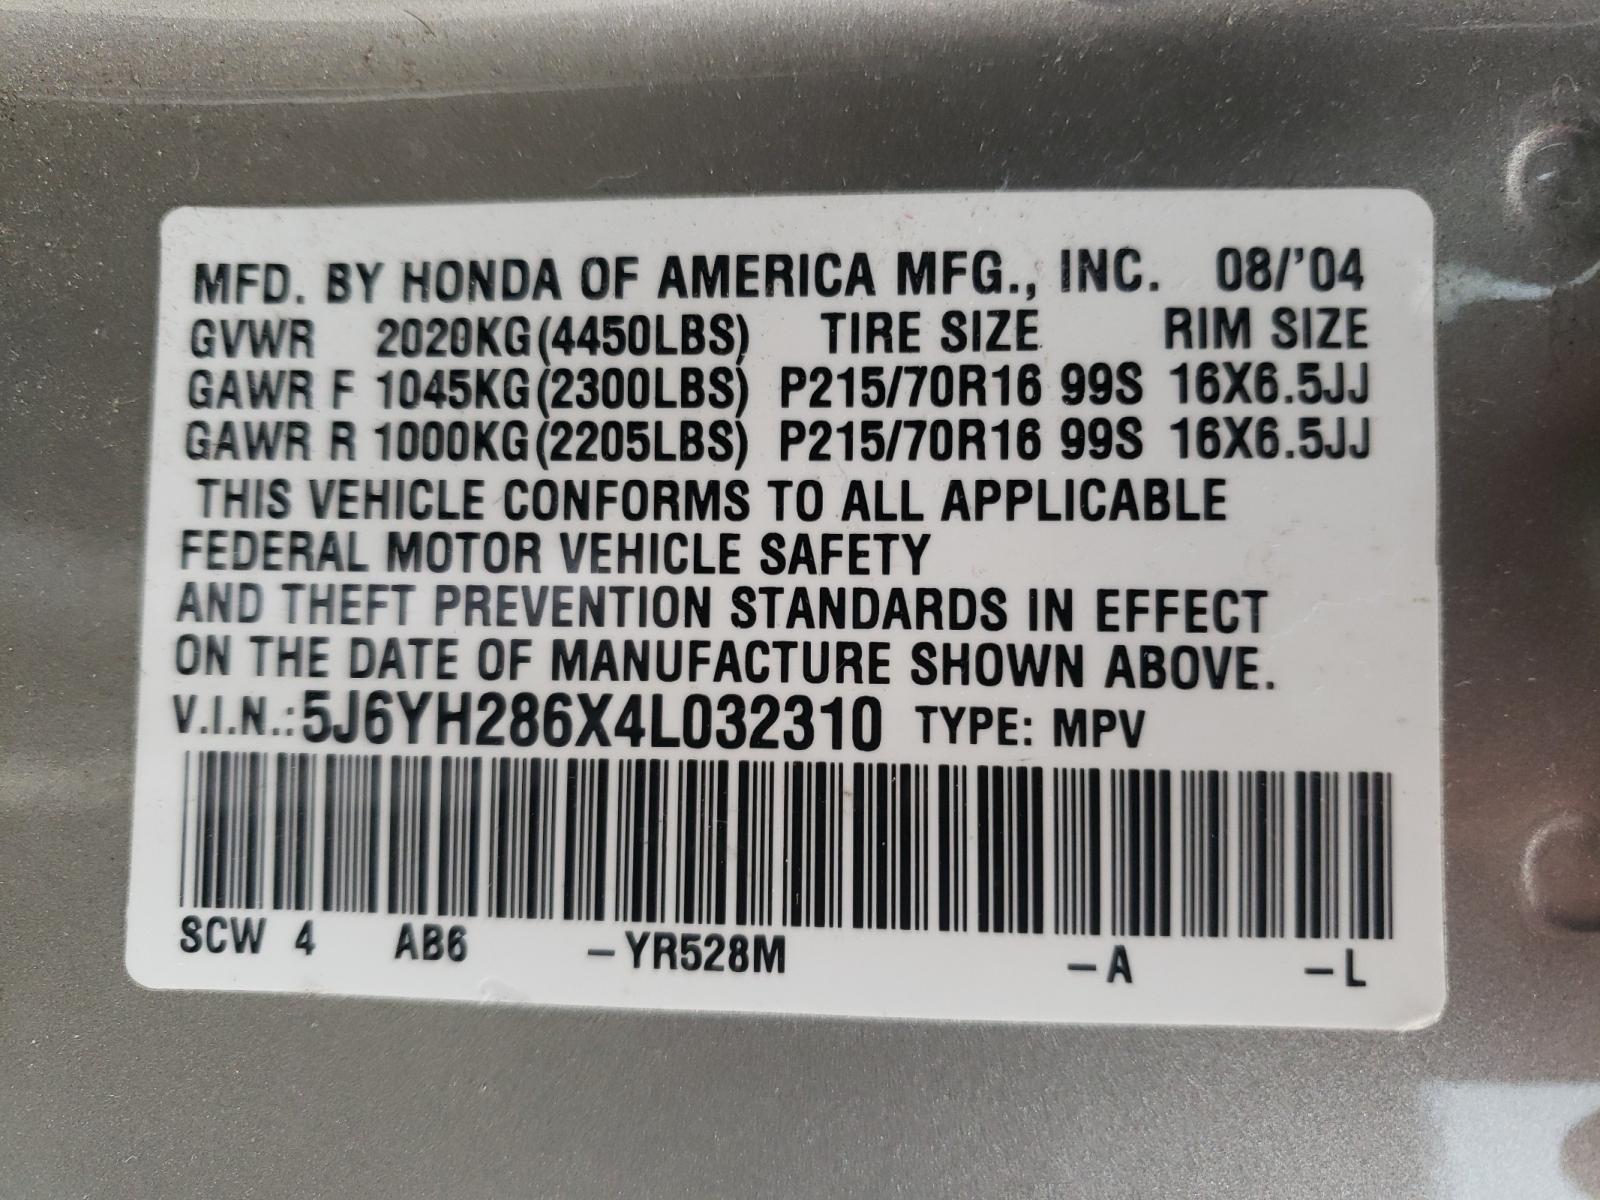 MFD. BY HONDA OF AMERICA MFG., INC. 08/'04
GVWR 2020KG(4450LBS) TIRE SIZE RIM SIZE
GAWR F 1045KG(2300LBS) P215/70R16 99S 16X6.5JJ
GAWR R 1000KG(2205LBS) P215/70R16 99S 16X6.5JJ
THIS VEHICLE CONFORMS TO ALL APPLICABLE
FEDERAL MOTOR VEHICLE SAFETY
AND THEFT PREVENTION STANDARDS IN EFFECT
ON THE DATE OF MANUFACTURE SHOWN ABOVE.
V.I.N.:5J6YH286X4L032310 TYPE: MPV
SCW 4 AB6 –YR528M –A –L